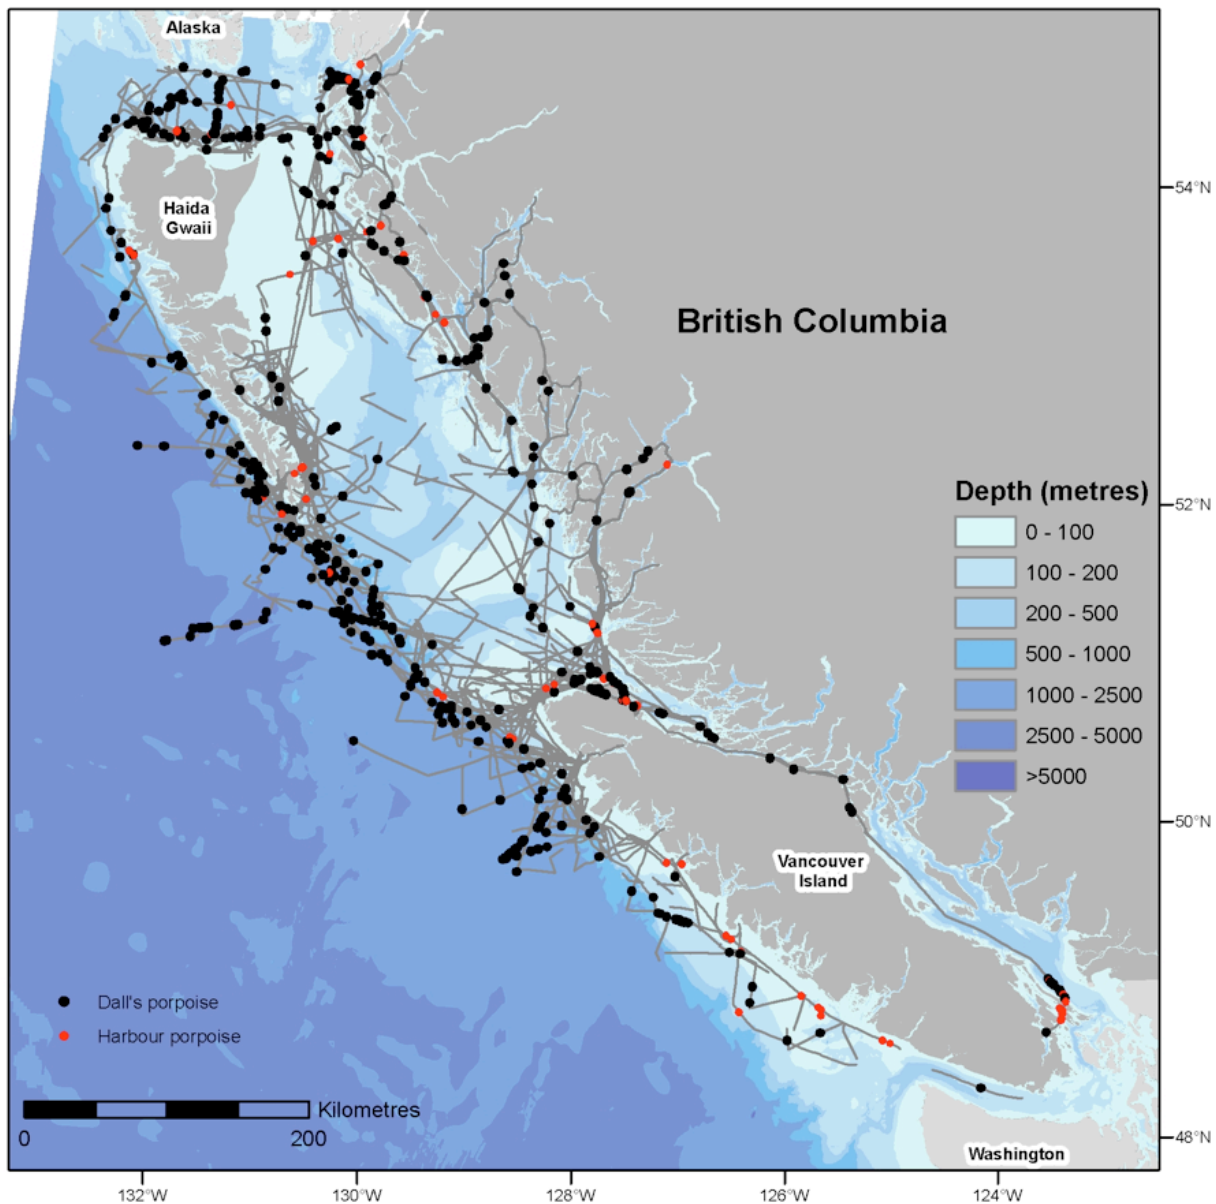 Alaska
Haida
Gwaii
54°N
British Columbia
52°N
Depth (metres)
0 - 100
100 - 200
200 - 500
500 - 1000
1000 - 2500
2500 - 5000
>5000
50°N
Vancouver
Island
Dall's porpoise
Harbour porpoise
Kilometres
0 200
48°N
Washington
132°W 130°W 128°W 126°W 124°W